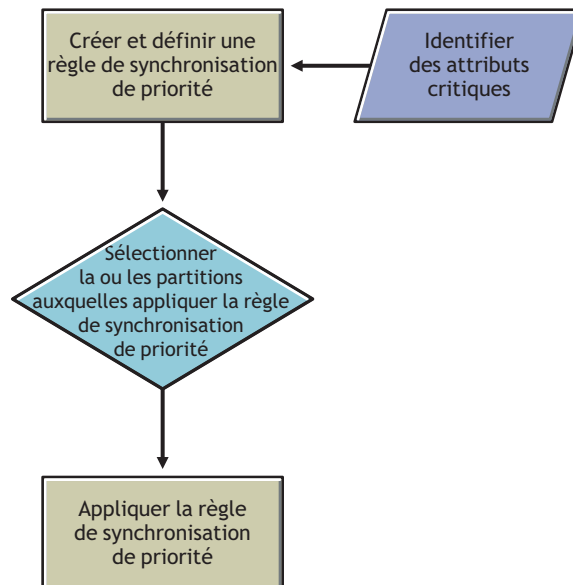 Créer et définir une
règle de synchronisation
de priorité
Identifier
des attributs
critiques
Sélectionner
la ou les partitions
auxquelles appliquer la règle
de synchronisation
de priorité
Appliquer la règle
de synchronisation
de priorité